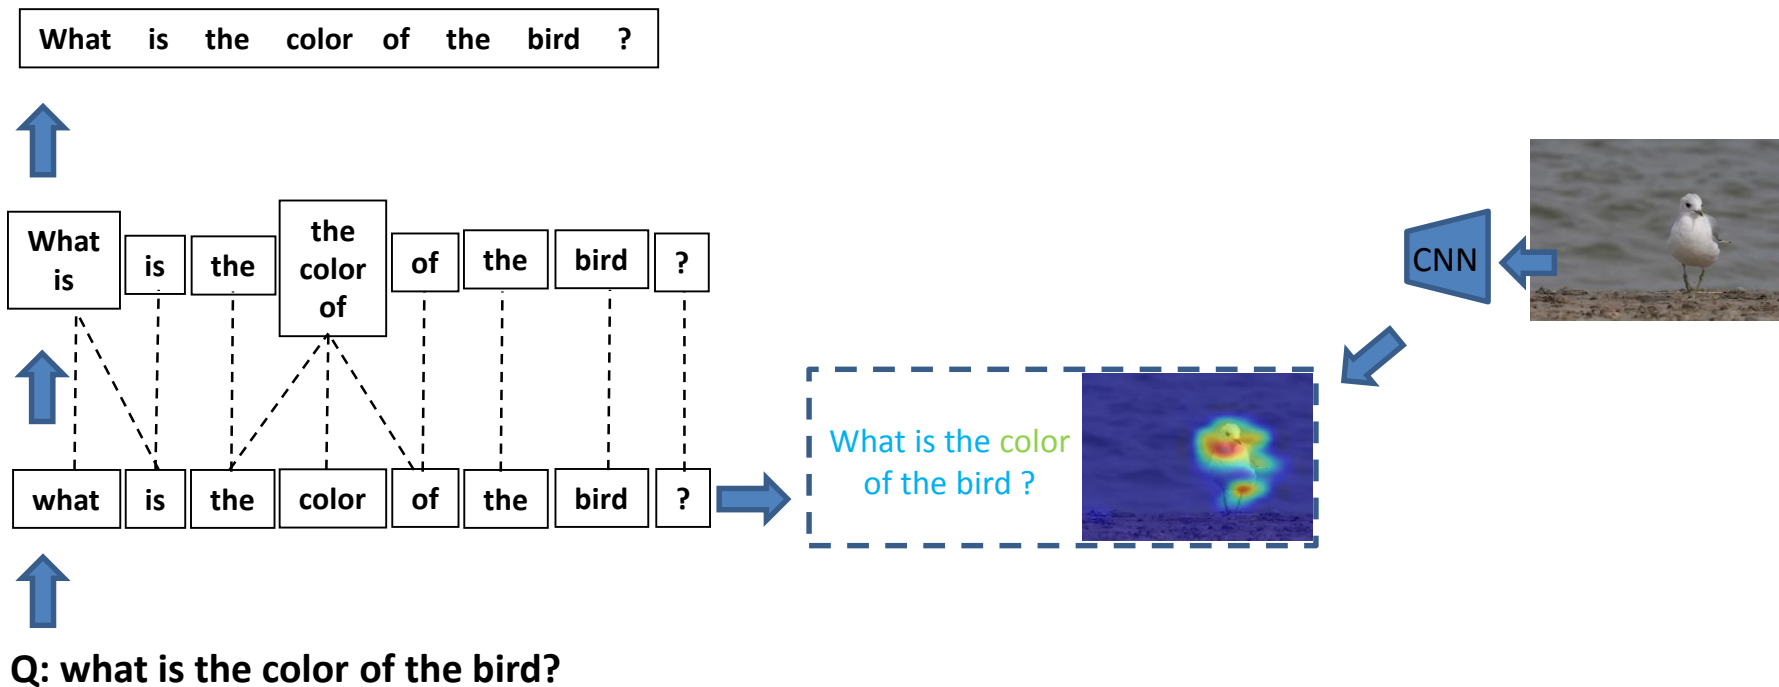 What is the color of the bird ?
What
is
is
the
the
color
of
of
the
bird
?
CNN
What is the color
of the bird ?
what is the color of the bird ?
Q: what is the color of the bird?